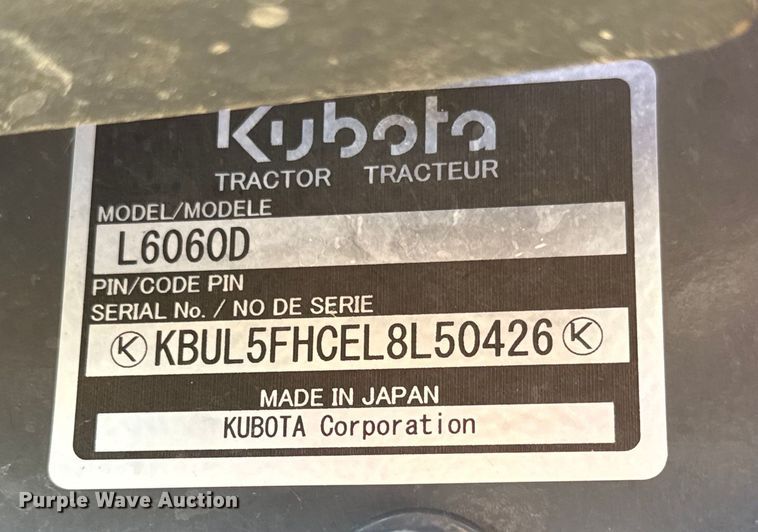 Kubota
TRACTOR TRACTEUR
MODEL/MODELE
L6060D
PIN/CODE PIN
SERIAL No. / NO DE SERIE
K KBUL5FHCEL8L50426 K
MADE IN JAPAN
KUBOTA Corporation
Purple Wave Auction